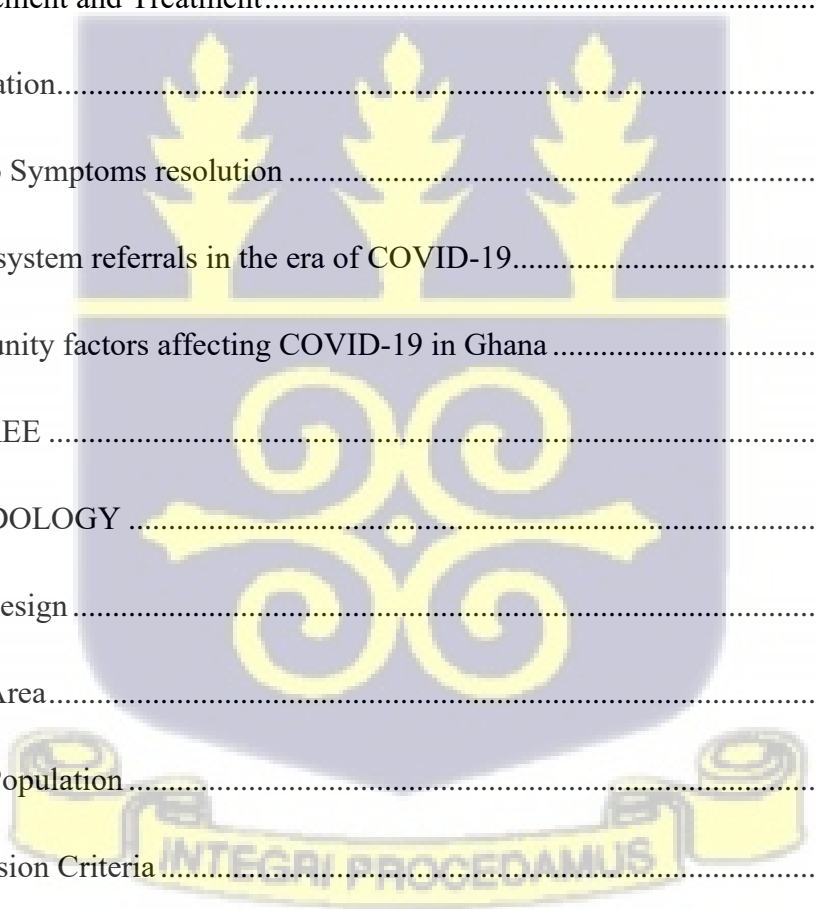 ement and Treatment....................................................................
ation....................................................................
Symptoms resolution ....................................................................
system referrals in the era of COVID-19....................................................................
unity factors affecting COVID-19 in Ghana ....................................................................
EE ....................................................................
DOLOGY ....................................................................
esign ....................................................................
Area....................................................................
Population ....................................................................
sion Criteria ....................................................................
INTEGRI PROCEDAMUS